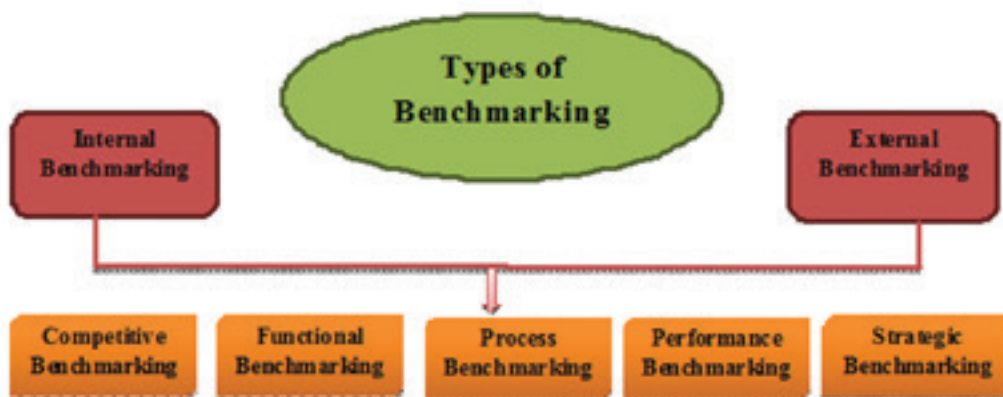 Types of
Benchmarking
Internal
Benchmarking
External
Benchmarking
Competitive
Benchmarking
Functional
Benchmarking
Process
Benchmarking
Performance
Benchmarking
Strategic
Benchmarking